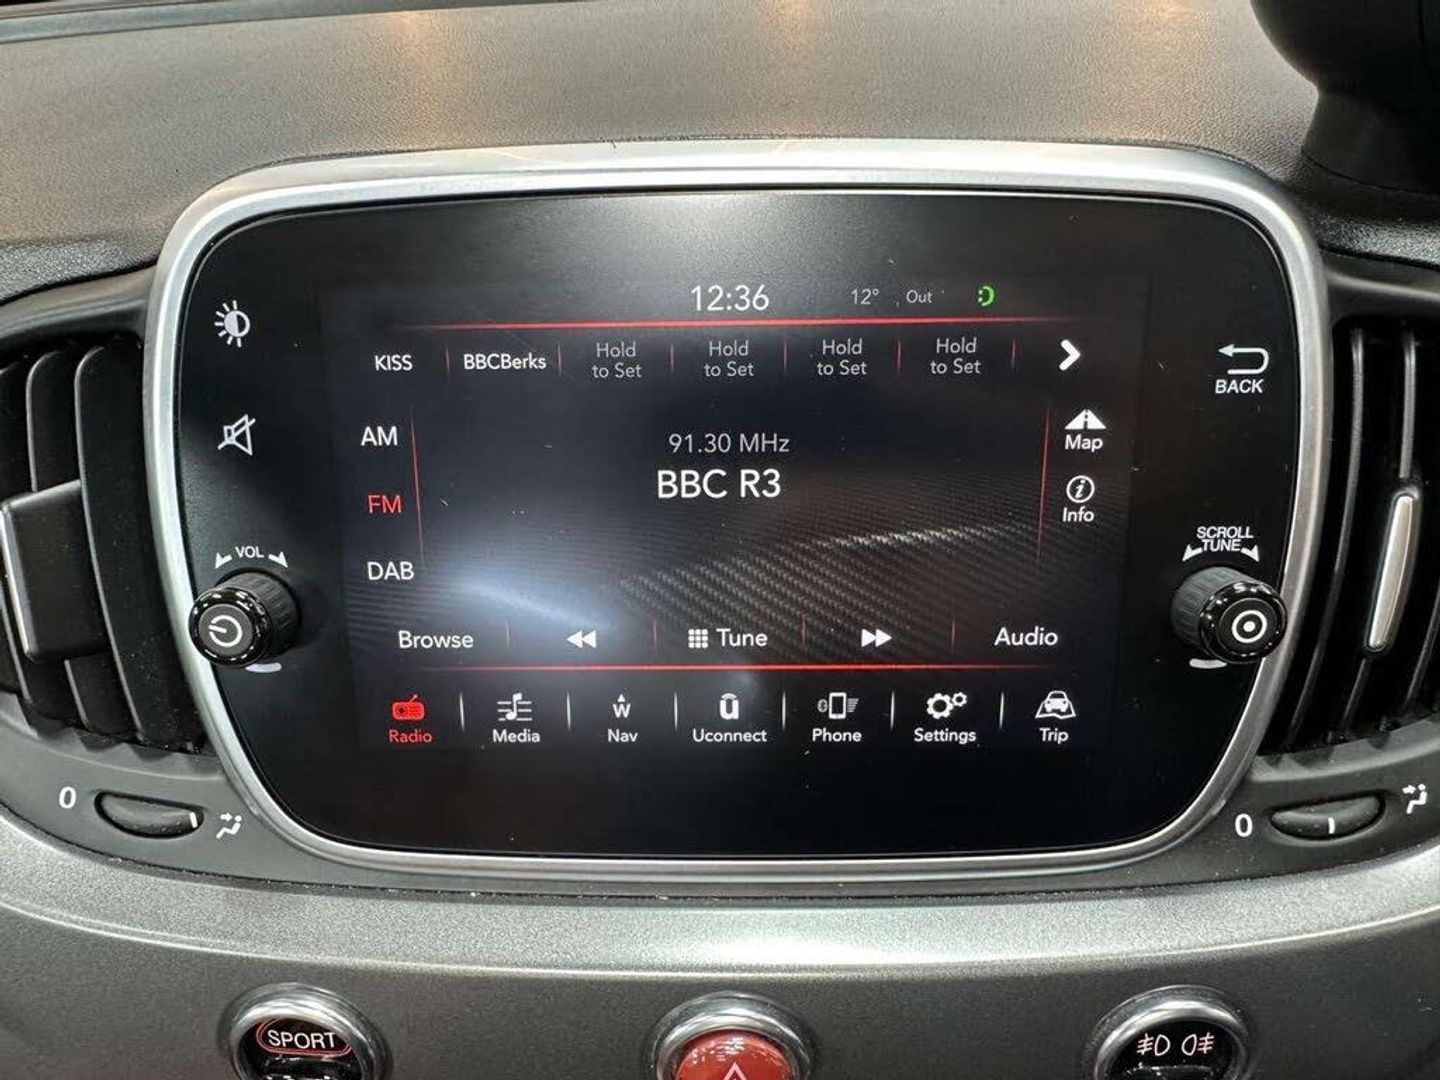 12:36 12° Out
KISS BBCBerks Hold to Set Hold to Set Hold to Set Hold to Set
AM
91.30 MHz
Map
BBC R3
FM
Info
DAB
Browse Tune Audio
Radio Media W Nav Uconnect Phone Settings Trip
BACK
VOL
SCROLL
TUNE
0
0
SPORT